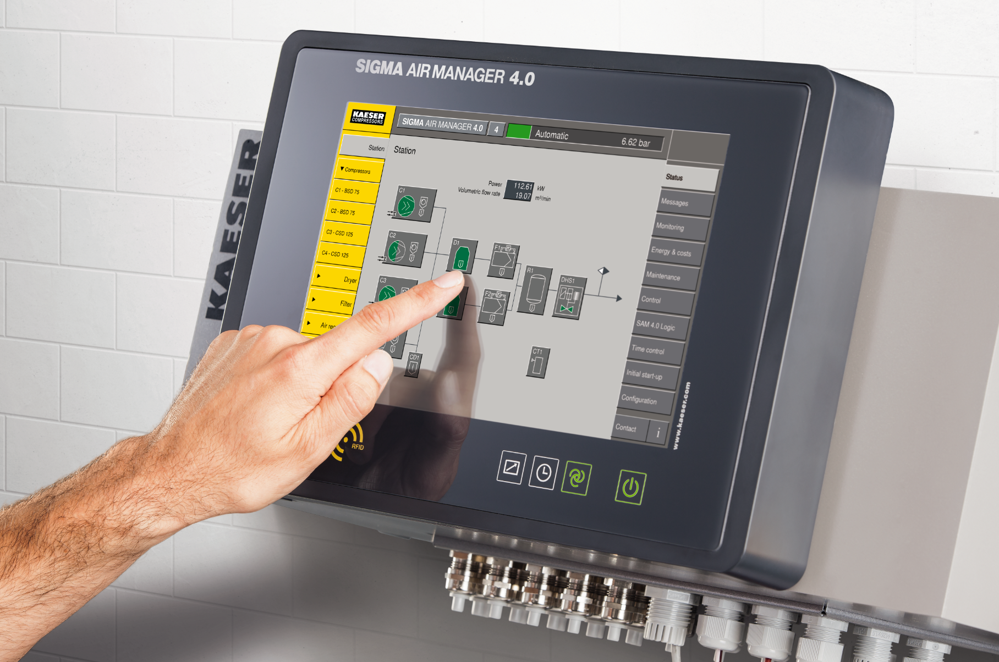 SIGMA AIR MANAGER 4.0
KAESER
COMPRESSORS
SIGMA AIR MANAGER 4.0
4
Automatic
6.62 bar
Station
Station
Status
▼ Compressors
C1 - BSD 75
C2 - BSD 75
C3 - CSD 125
C4 - CSD 125
Dryer
Filter
Power 112.61 kW
Volumetric flow rate 19.07 m³/min
C1
C2
C3
D1
F1
F2
R1
DHS1
CD1
CT1
Messages
Monitoring
Energy & costs
Maintenance
Control
SAM 4.0 Logic
Time control
Initial start-up
Configuration
Contact
i
www.kaeser.com
RFID
KAESER